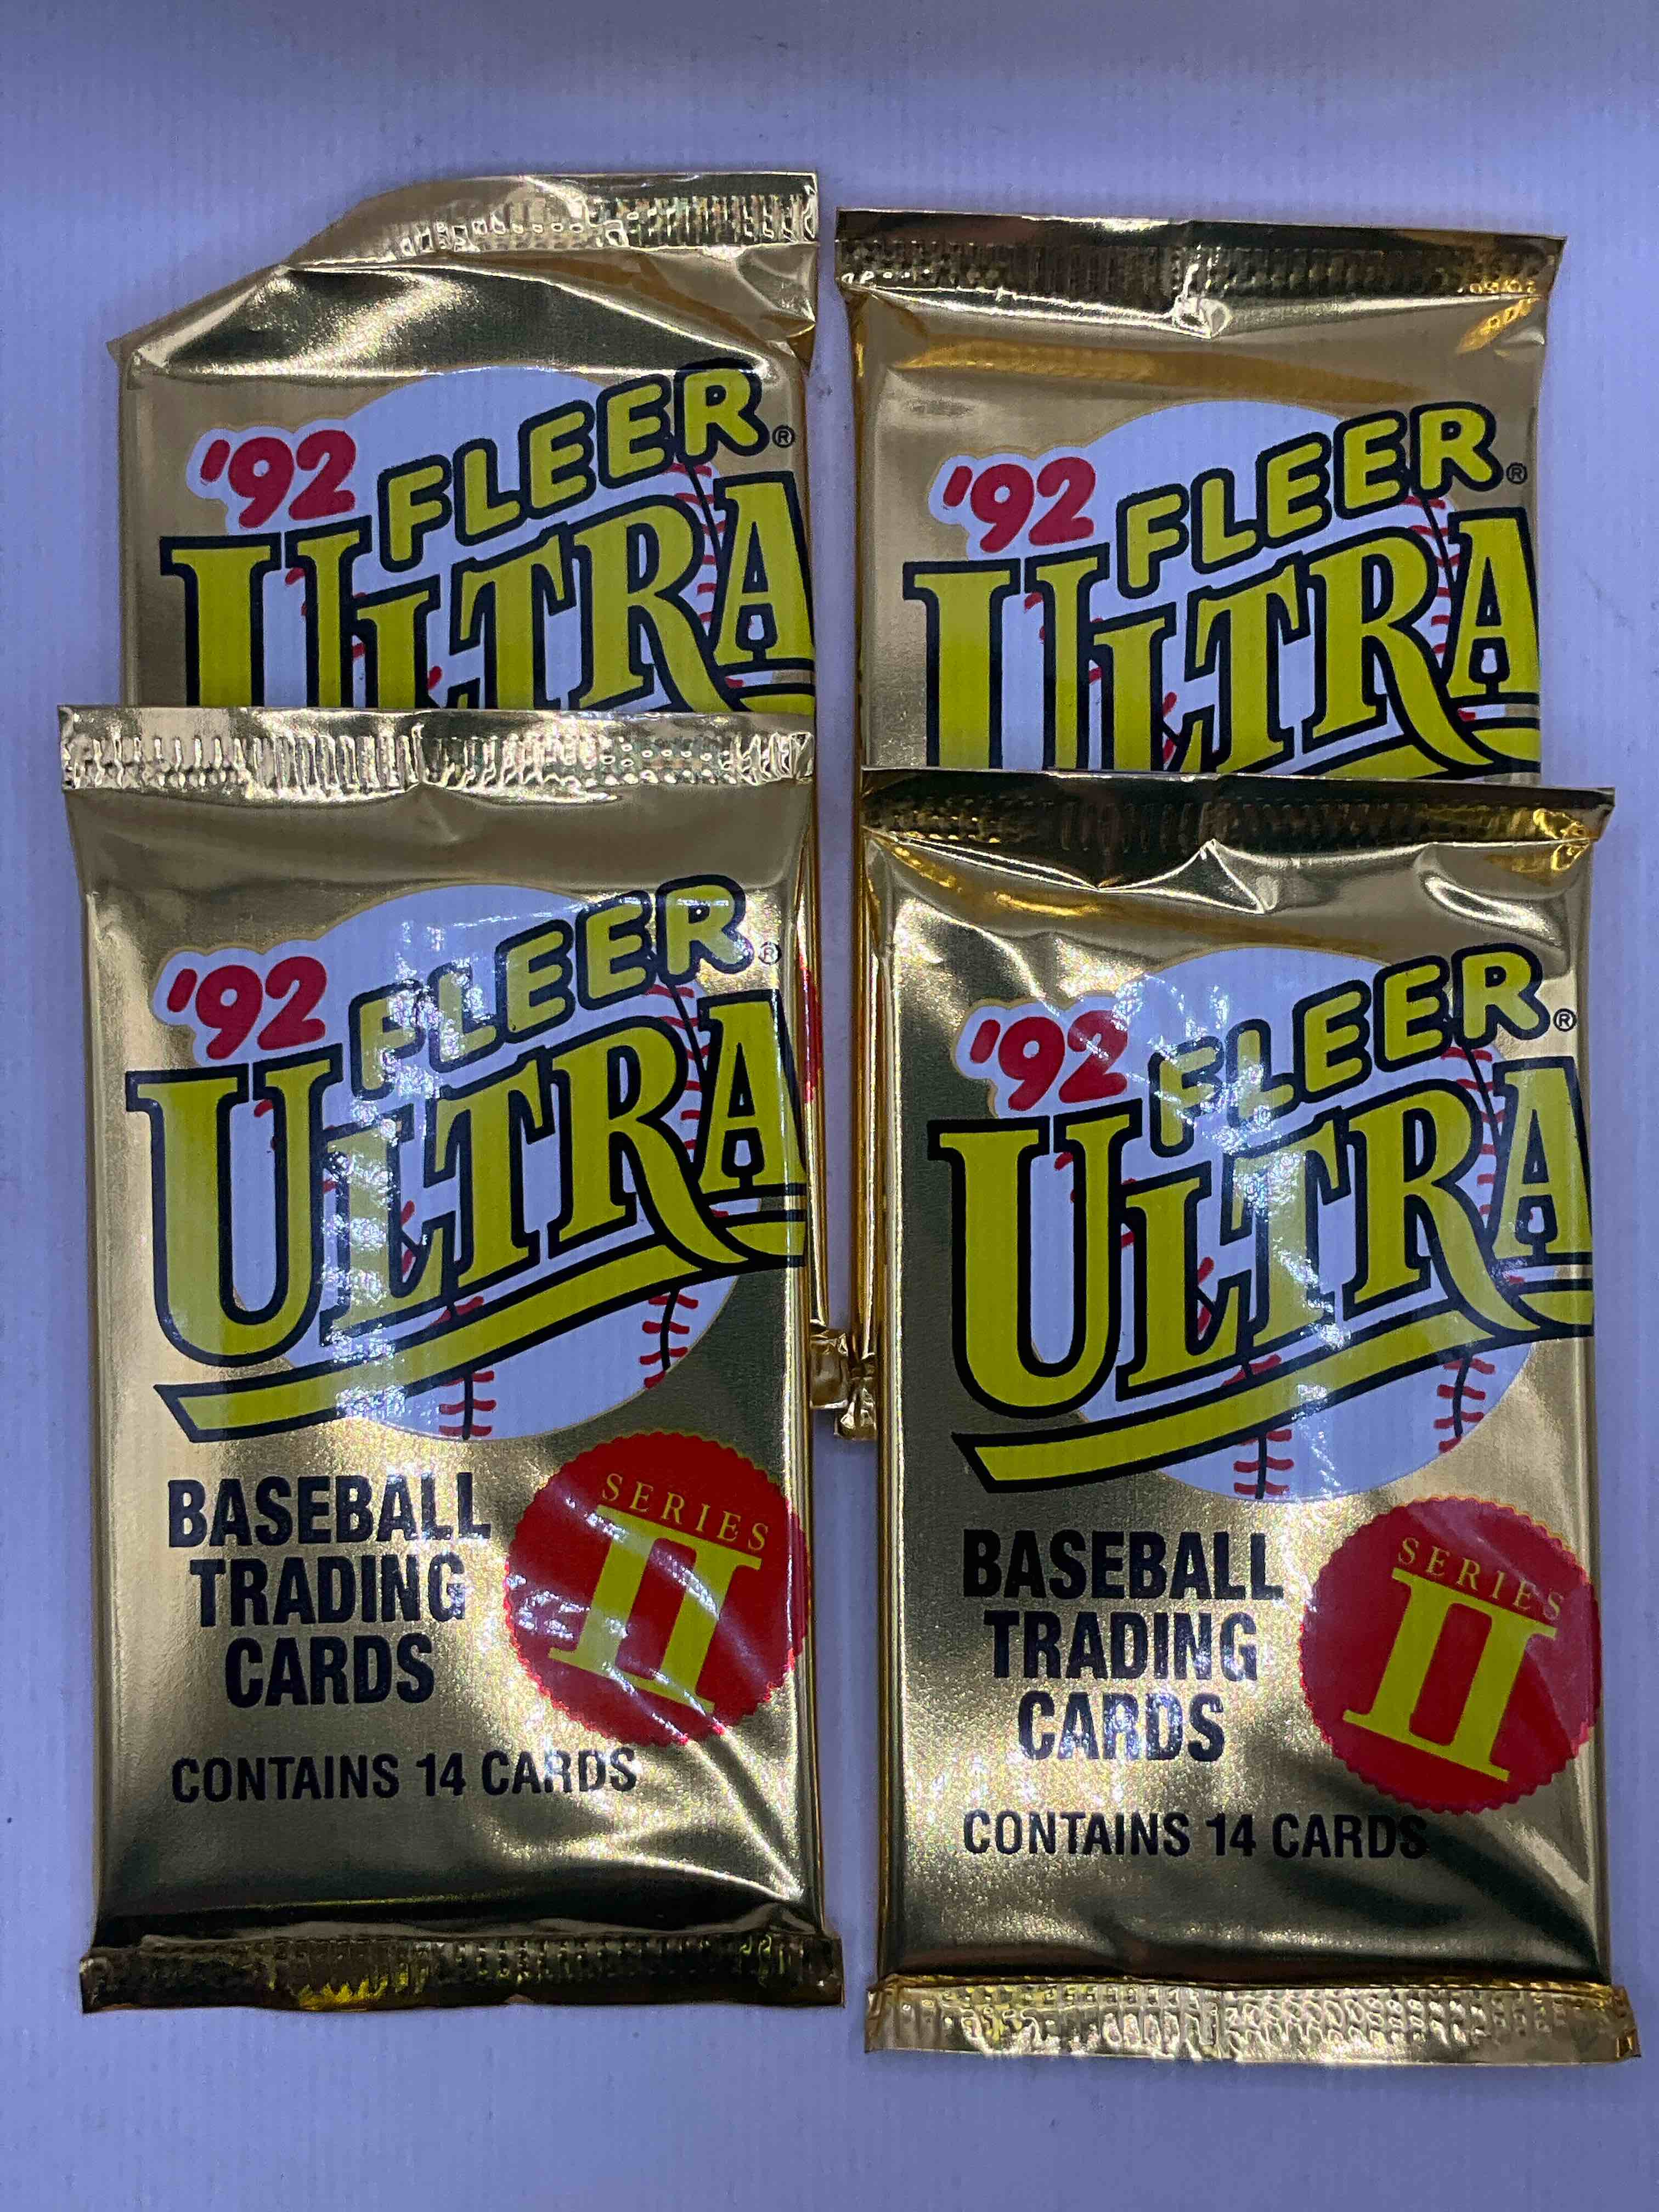 '92 FLEER®
ULTRA
'92 FLEER®
ULTRA
'92 FLEER®
ULTRA
BASEBALL
TRADING
CARDS
SERIES
II
CONTAINS 14 CARDS
'92 FLEER®
ULTRA
BASEBALL
TRADING
CARDS
SERIES
II
CONTAINS 14 CARDS